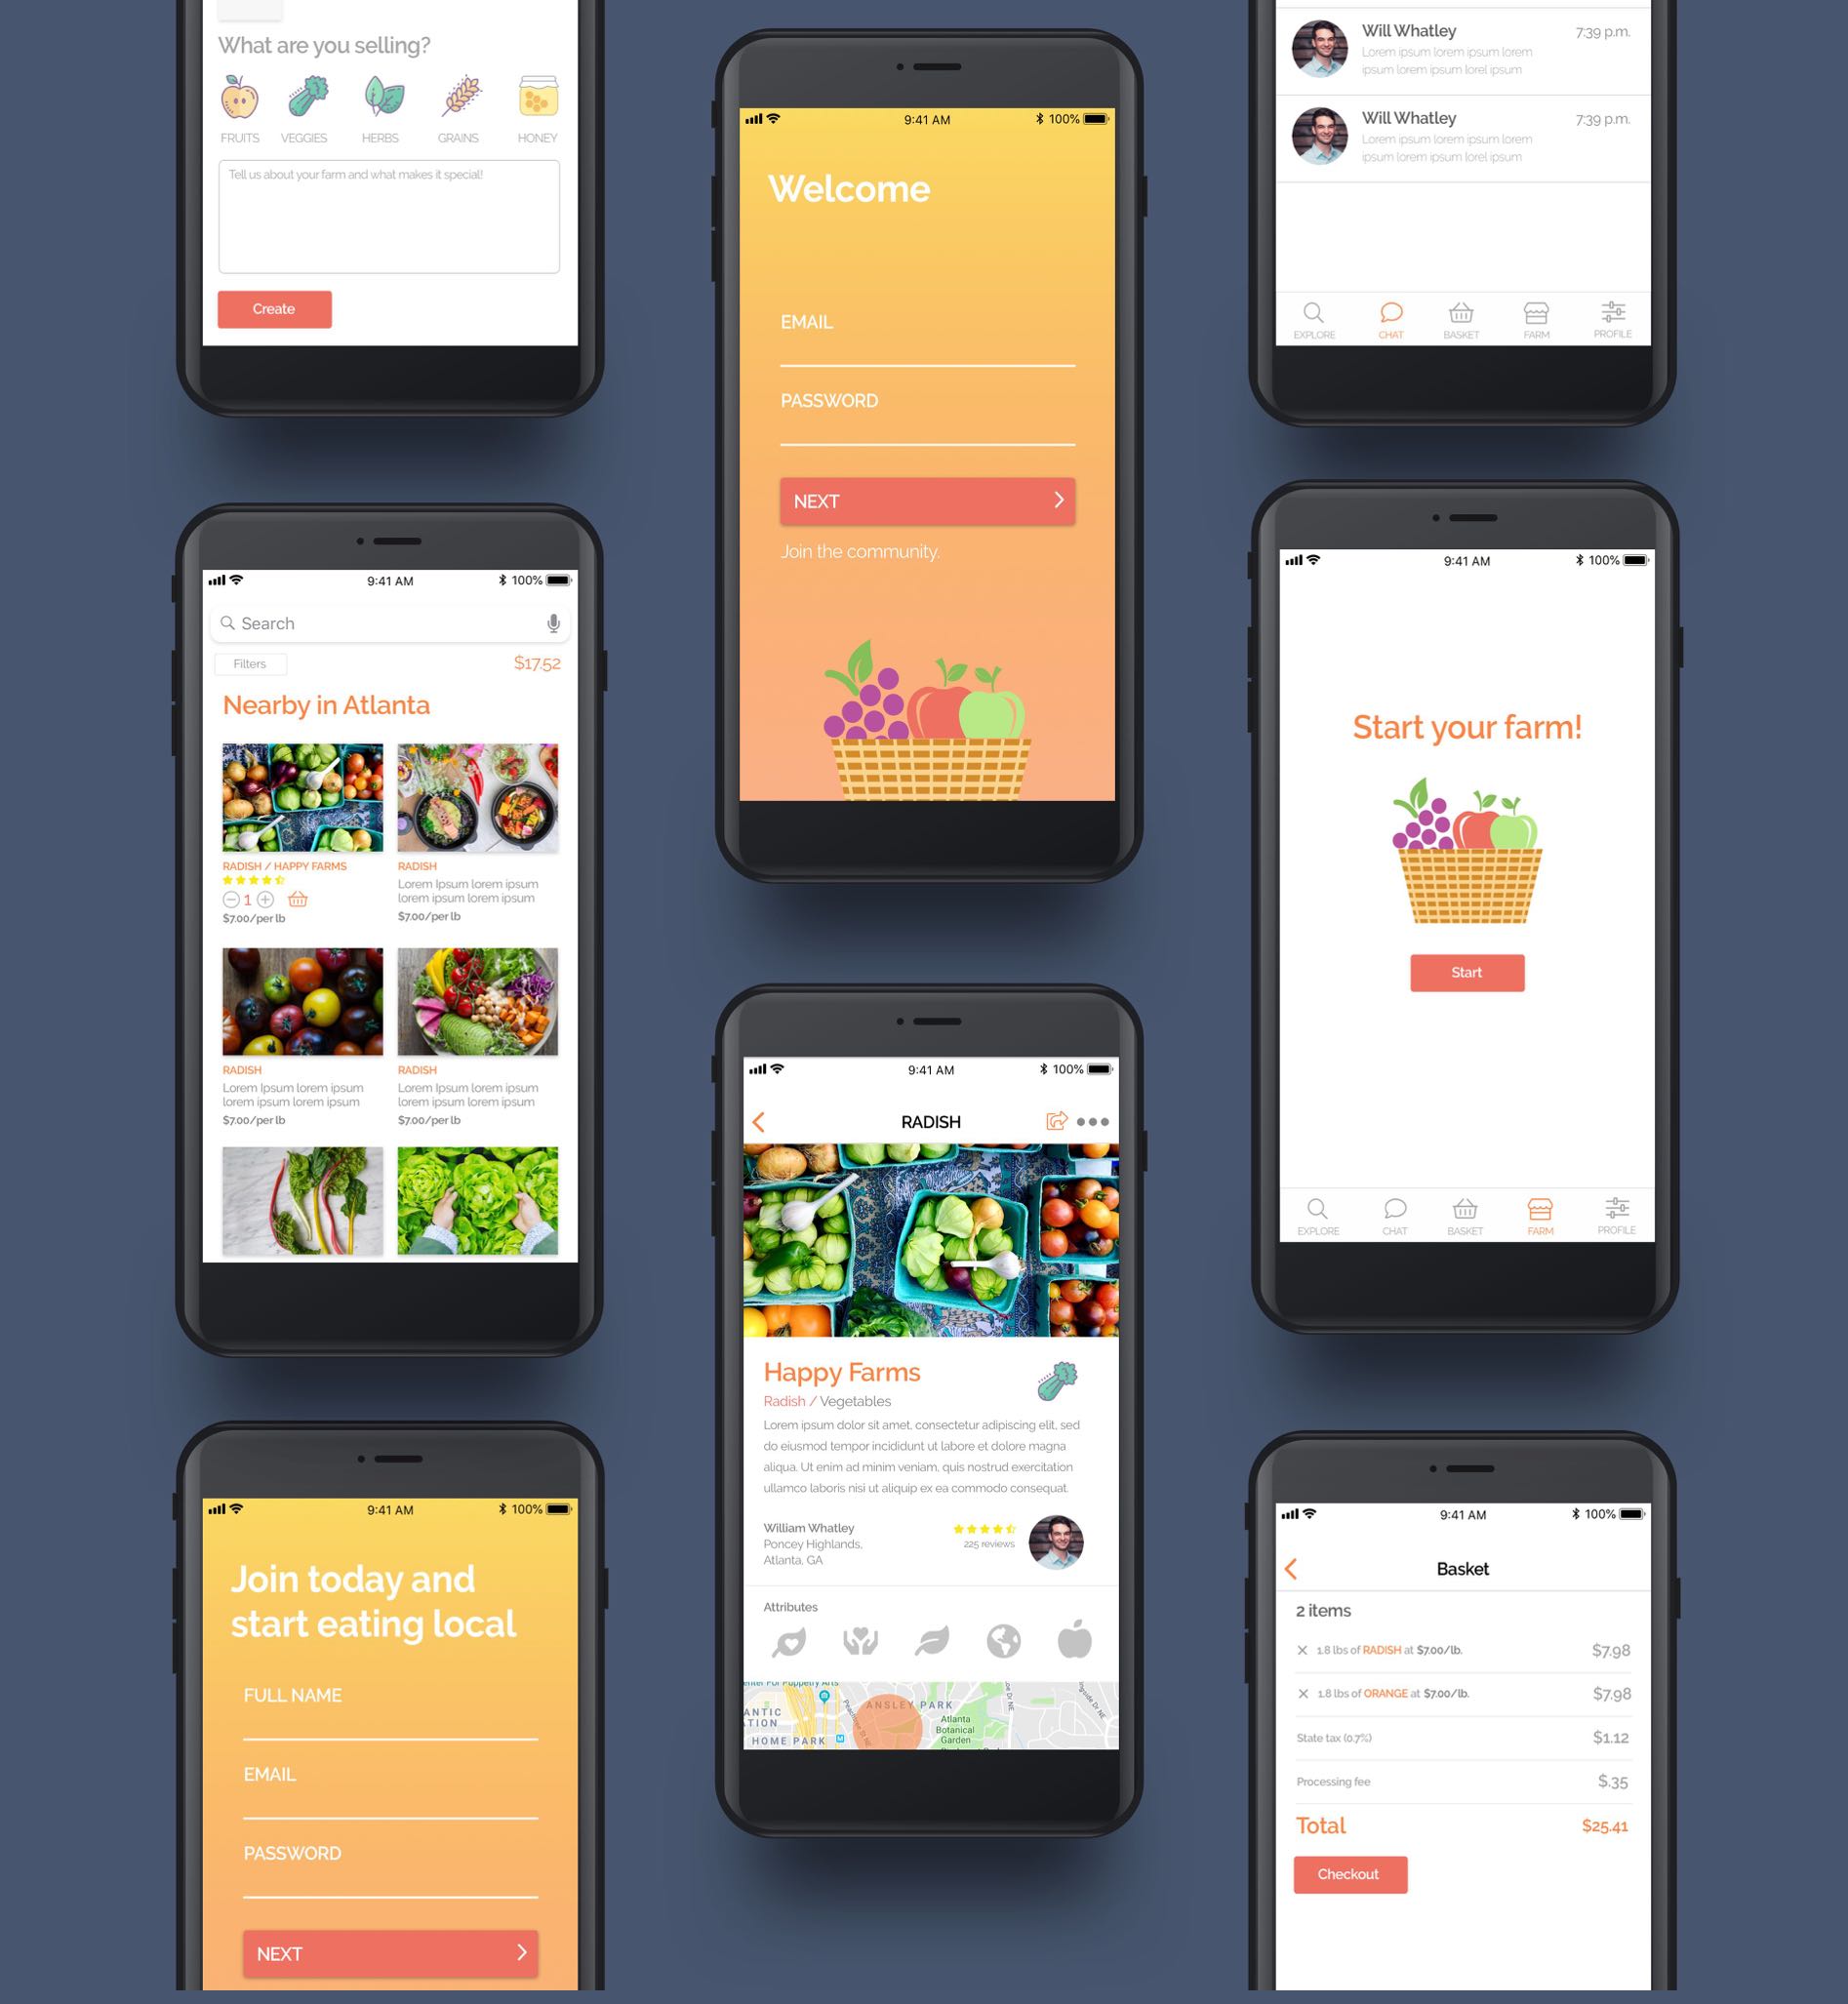 What are you selling?
FRUITS VEGGIES HERBS GRAINS HONEY
Tell us about your farm and what makes it special!
Create
9:41 AM 100%
Search
Filters $17.52
Nearby in Atlanta
RADISH / HAPPY FARMS
1
$7.00/per lb
RADISH
Lorem Ipsum lorem ipsum
lorem ipsum lorem ipsum
$7.00/per lb
RADISH
Lorem Ipsum lorem ipsum
lorem ipsum lorem ipsum
$7.00/per lb
RADISH
Lorem Ipsum lorem ipsum
lorem ipsum lorem ipsum
$7.00/per lb
9:41 AM 100%
Join today and
start eating local
FULL NAME
EMAIL
PASSWORD
NEXT
9:41 AM 100%
Welcome
EMAIL
PASSWORD
NEXT
Join the community.
9:41 AM 100%
RADISH
Happy Farms
Radish / Vegetables
Lorem ipsum dolor sit amet, consectetur adipiscing elit, sed
do eiusmod tempor incididunt ut labore et dolore magna
aliqua. Ut enim ad minim veniam, quis nostrud exercitation
ullamco laboris nisi ut aliquip ex ea commodo consequat.
William Whatley
Poncey Highlands,
Atlanta, GA
225 reviews
Attributes
ANSLEY PARK
Atlanta
Botanical
Garden
HOME PARK
Will Whatley 7:39 p.m.
Lorem ipsum lorem ipsum lorem
ipsum lorem ipsum lorel ipsum
Will Whatley 7:39 p.m.
Lorem ipsum lorem ipsum lorem
ipsum lorem ipsum lorel ipsum
EXPLORE CHAT BASKET FARM PROFILE
9:41 AM 100%
Start your farm!
Start
EXPLORE CHAT BASKET FARM PROFILE
9:41 AM 100%
Basket
2 items
1.8 lbs of RADISH at $7.00/lb. $7.98
1.8 lbs of ORANGE at $7.00/lb. $7.98
State tax (0.7%) $1.12
Processing fee $.35
Total $25.41
Checkout